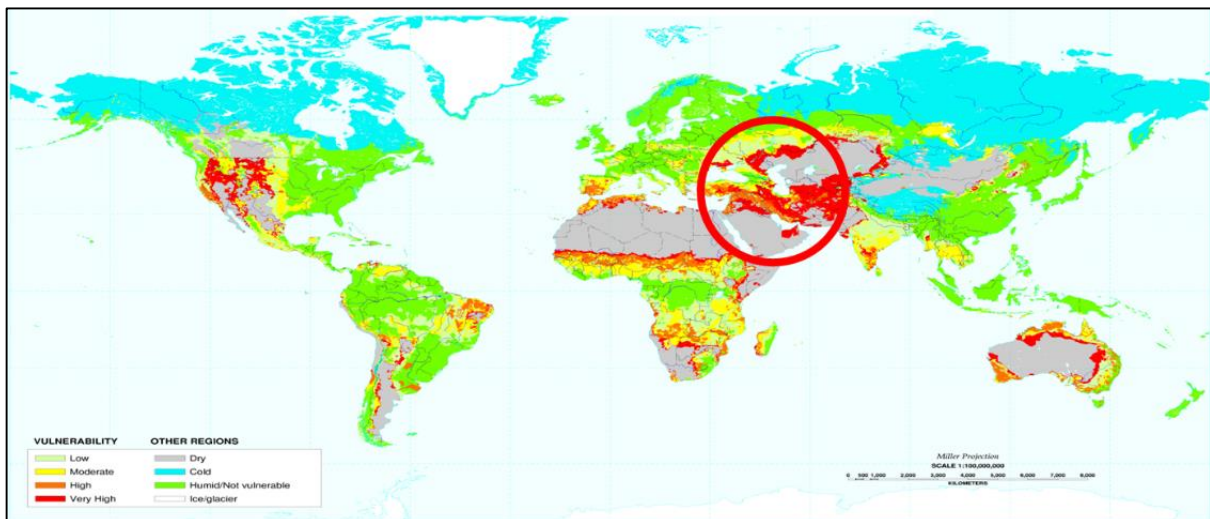 VULNERABILITY OTHER REGIONS
Low Dry
Moderate Cold
High Humid/Not vulnerable
Very High Ice/glacier
Miller Projection
SCALE 1:100,000,000
0 500 1,000 2,000 3,000 4,000 5,000 6,000 7,000 8,000
KILOMETERS